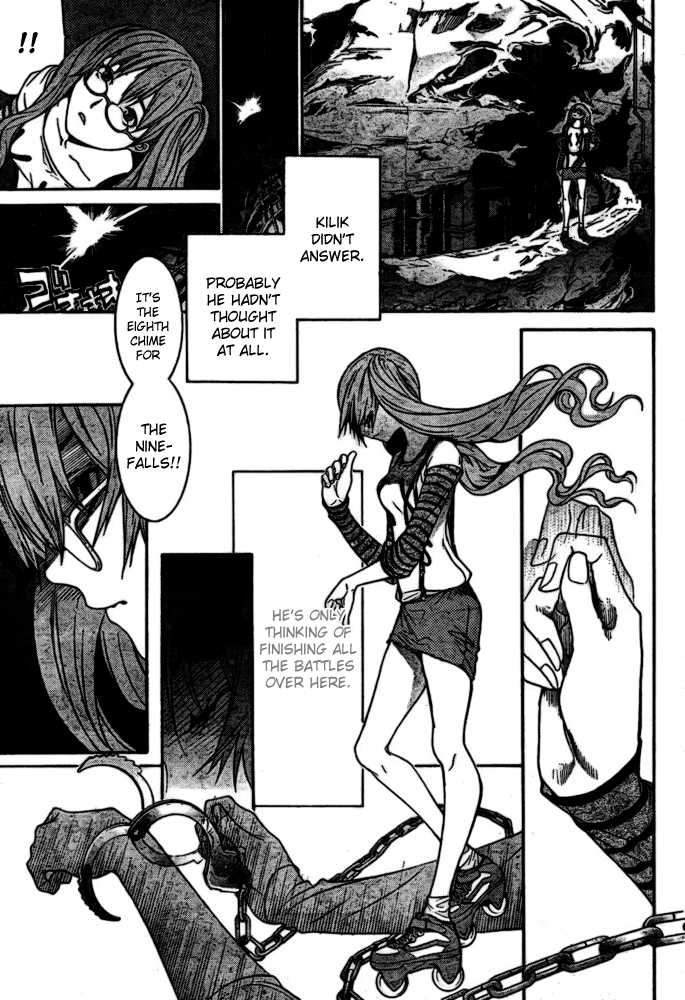 !!
KILIK
DIDN'T
ANSWER.
PROBABLY
HE HADN'T
THOUGHT
ABOUT IT
AT ALL.
ゴ
IT'S
THE
EIGHTH
CHIME
FOR
THE
NINE-
FALLS!!
HE'S ONLY
THINKING OF
FINISHING ALL
THE BATTLES
OVER HERE.